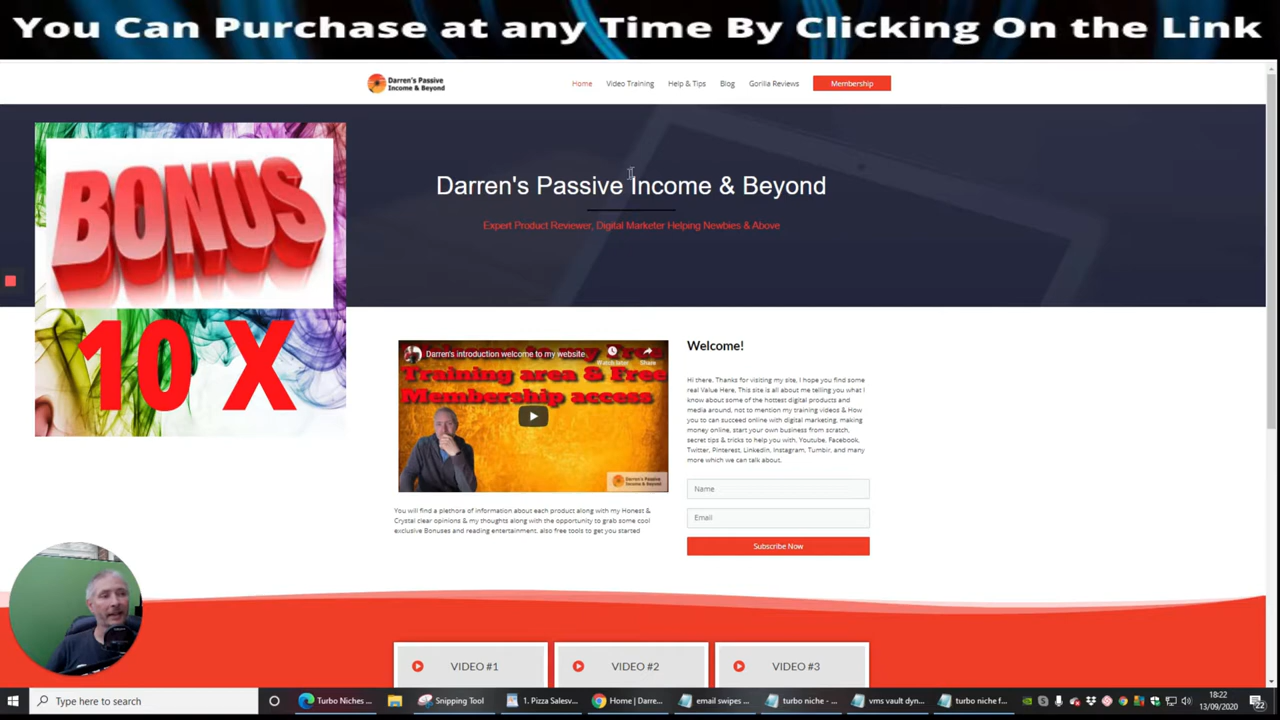 You Can Purchase at any Time By Clicking On the Link
Darren's Passive
Income & Beyond
Home
Video Training
Help & Tips
Blog
Gorilla Reviews
Membership
BONUS
10 X
Darren's Passive Income & Beyond
Expert Product Reviewer, Digital Marketer Helping Newbies & Above
Darren's introduction welcome to my website
Watch later
Share
Training area & Free
Membership access
Darren's Passive
Income & Beyond
You will find a plethora of information about each product along with my Honest &
Crystal clear opinions & my thoughts along with the opportunity to grab some cool
exclusive Bonuses and reading entertainment. also free tools to get you started
Welcome!
Hi there, Thanks for visiting my site, I hope you find some
real Value Here, This site is all about me telling you what I
know about some of the hottest digital products and
media around, not to mention my training videos & How
you to can succeed online with digital marketing, making
money online, start your own business from scratch,
secret tips & tricks to help you with, Youtube, Facebook,
Twitter, Pinterest, Linkedin, Instagram, Tumblr, and many
more which we can talk about.
Name
Email
Subscribe Now
VIDEO #1
VIDEO #2
VIDEO #3
Type here to search
Turbo Niches ...
Snipping Tool
1. Pizza Salesv...
Home | Darre...
email swipes ...
turbo niche - ...
vms vault dyn...
turbo niche f...
18:22
13/09/2020
22